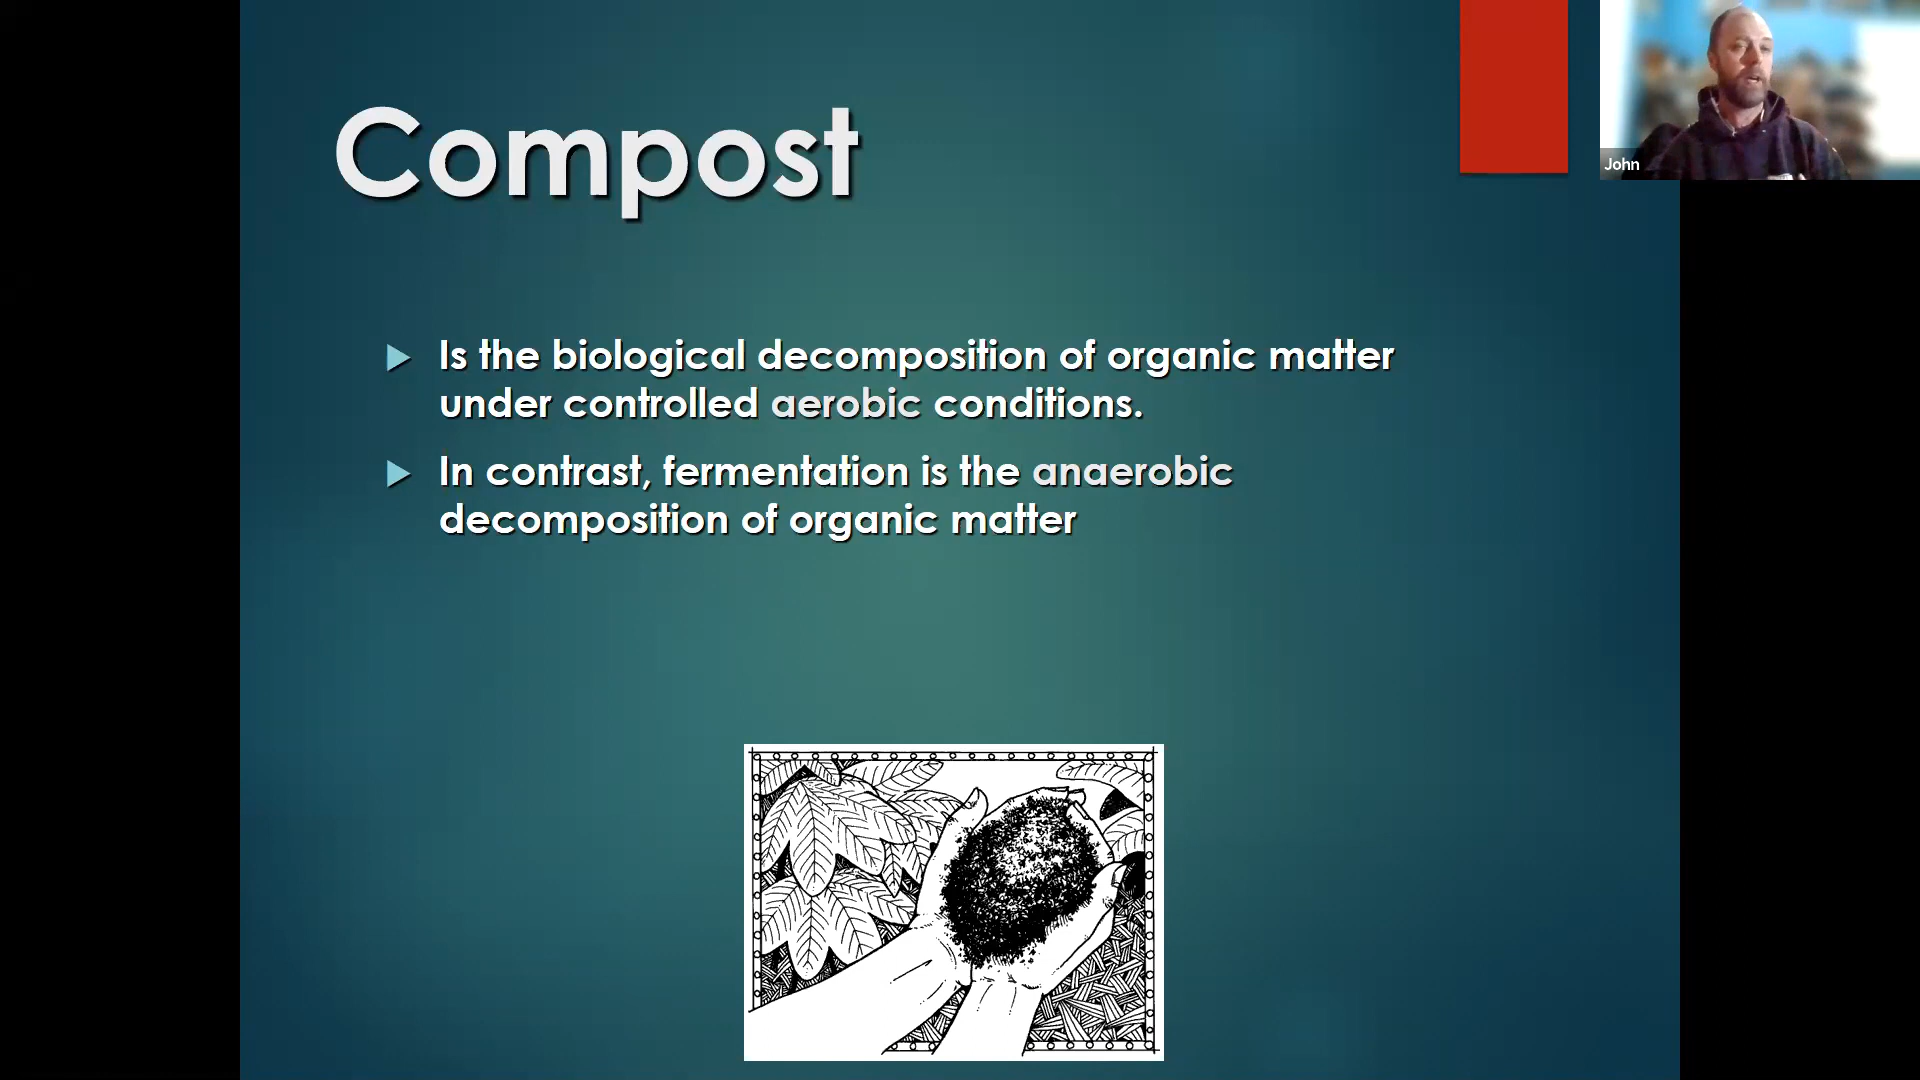 Compost
Is the biological decomposition of organic matter
under controlled aerobic conditions.
In contrast, fermentation is the anaerobic
decomposition of organic matter
John